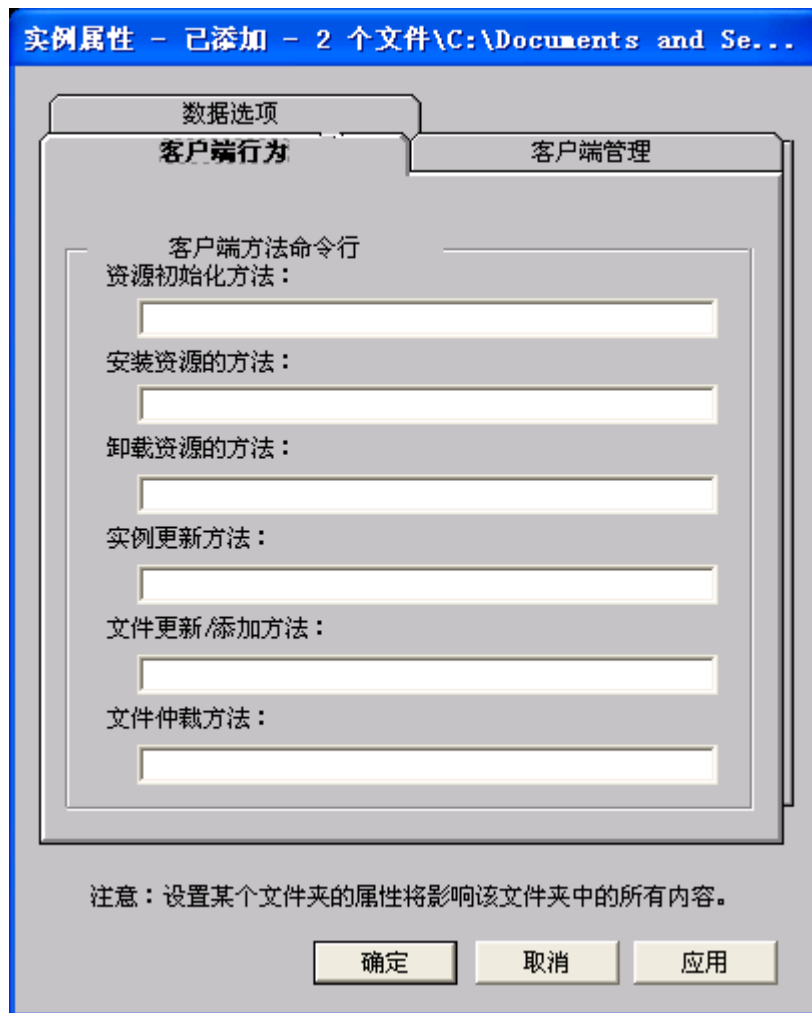 实例属性 - 已添加 - 2 个文件\C:\Documents and Se...
数据选项
客户端行为
客户端管理
客户端方法命令行
资源初始化方法：
安装资源的方法：
卸载资源的方法：
实例更新方法：
文件更新/添加方法：
文件仲裁方法：
注意：设置某个文件夹的属性将影响该文件夹中的所有内容。
确定
取消
应用